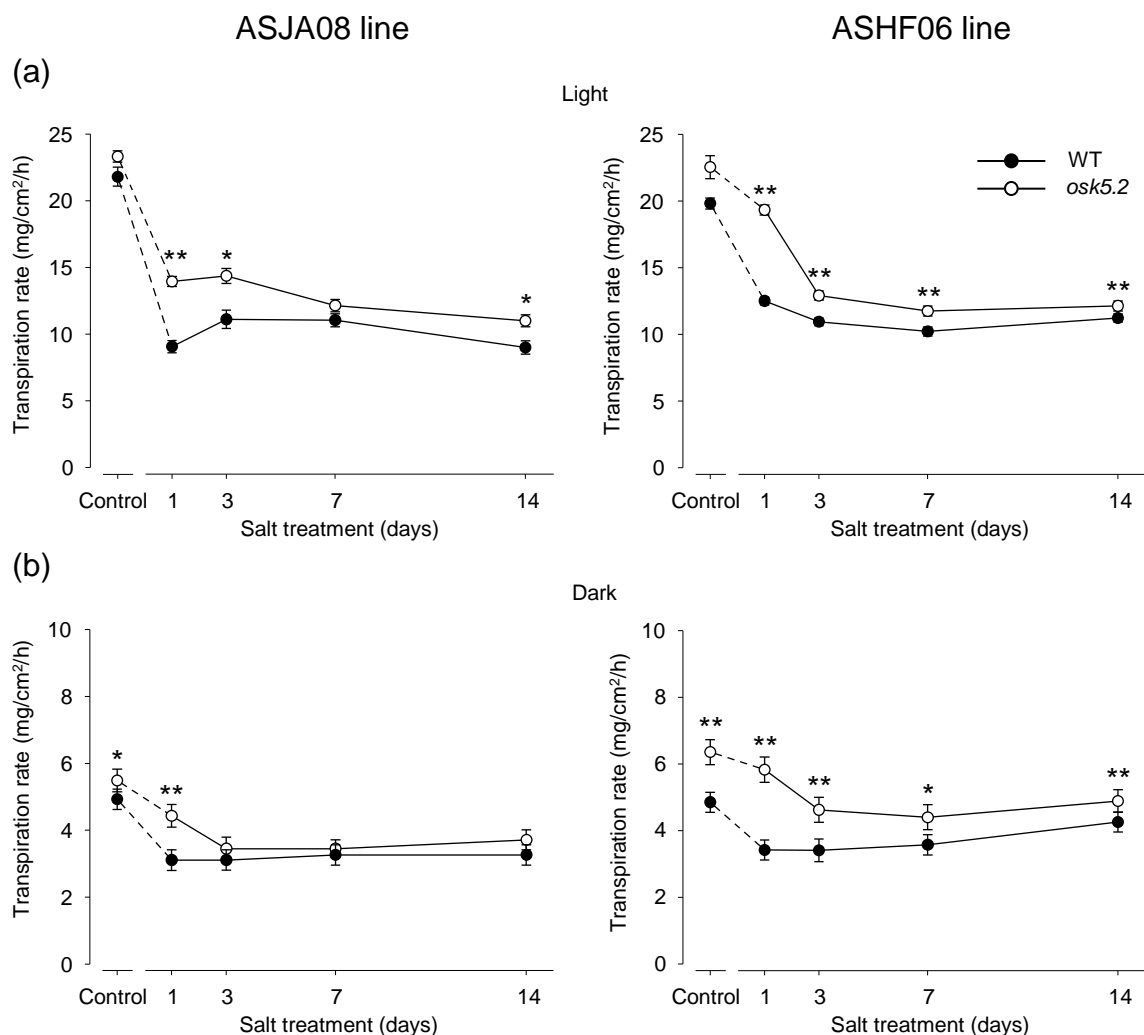 ASJA08 line
ASHF06 line
(a)
Light
Transpiration rate (mg/cm²/h)
25
20
15
10
5
0
** * *
Control 1 3 7 14
Salt treatment (days)
Transpiration rate (mg/cm²/h)
25
20
15
10
5
0
** ** ** **
WT
osk5.2
Control 1 3 7 14
Salt treatment (days)
(b)
Dark
Transpiration rate (mg/cm²/h)
10
8
6
4
2
0
* **
Control 1 3 7 14
Salt treatment (days)
Transpiration rate (mg/cm²/h)
10
8
6
4
2
0
** ** ** * **
Control 1 3 7 14
Salt treatment (days)